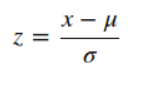 z = (x − μ) / σ